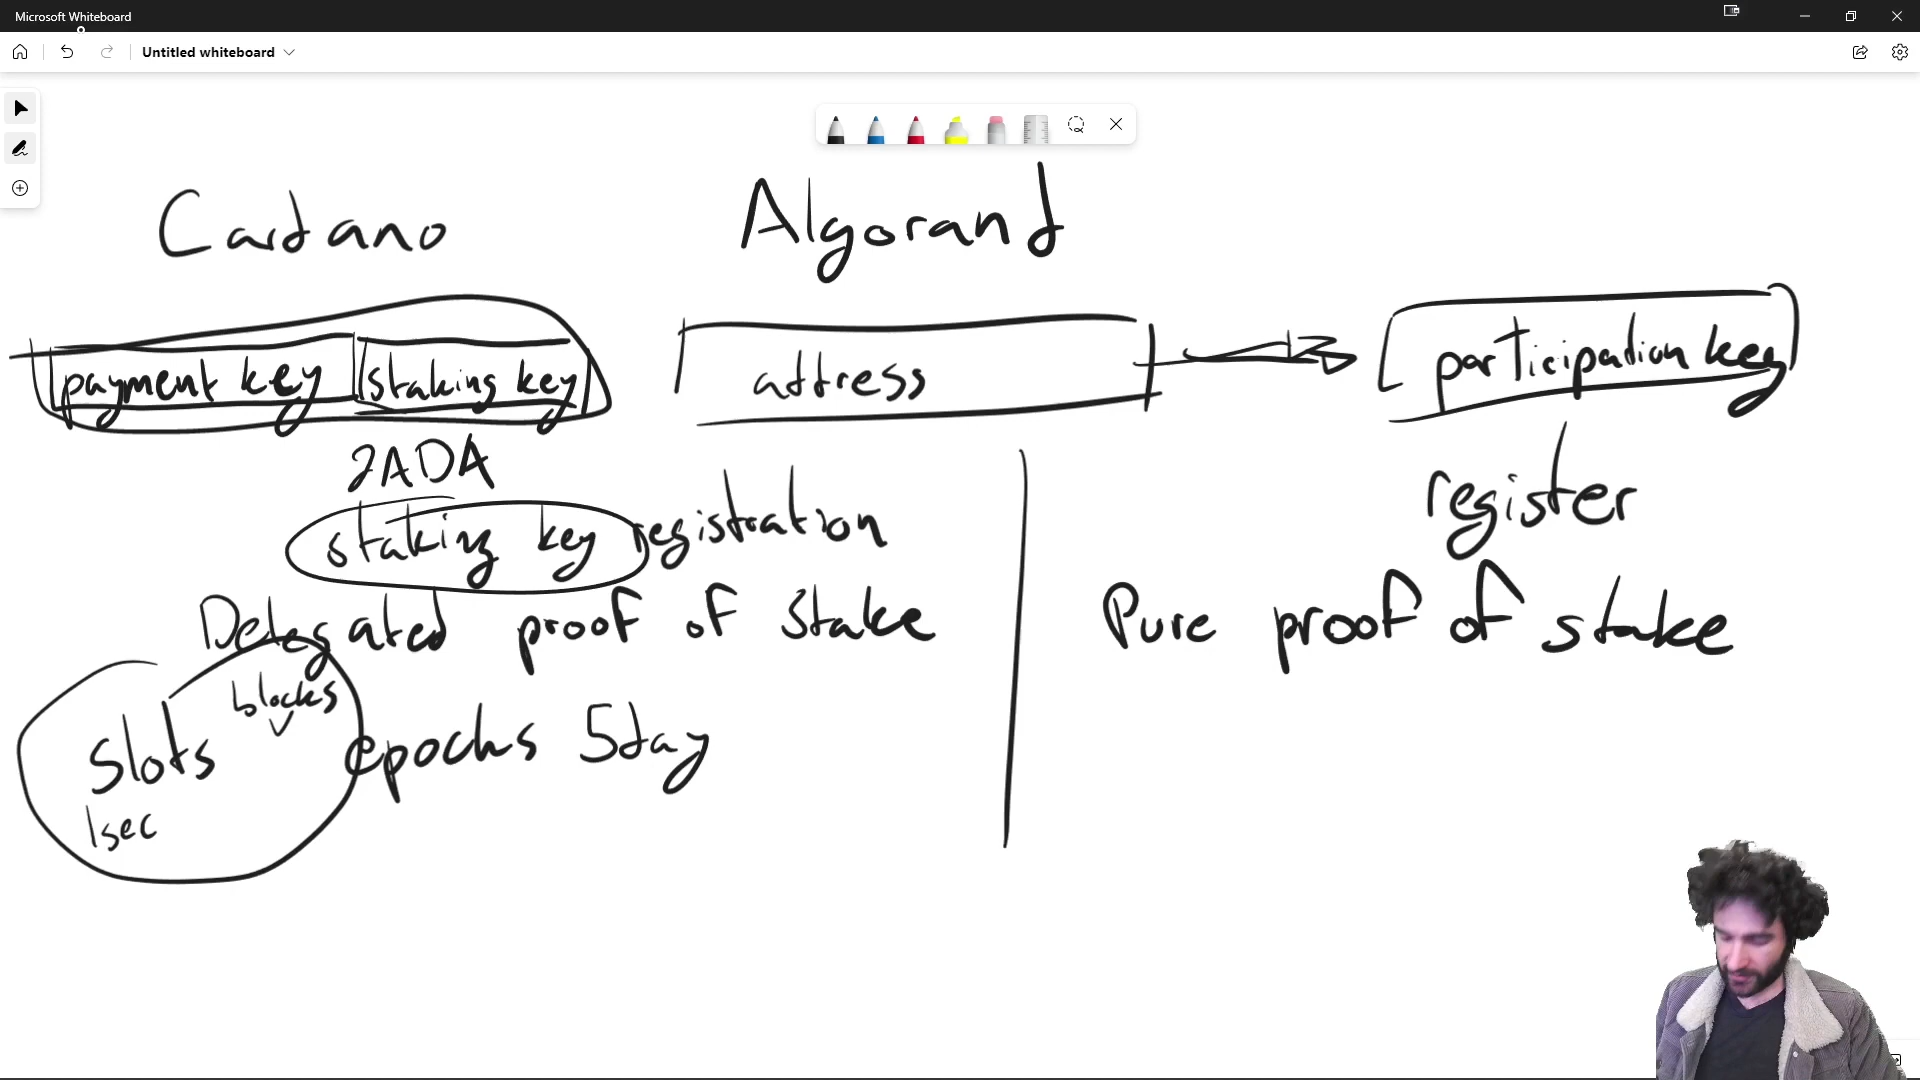 Microsoft Whiteboard
Untitled whiteboard
Cardano
Algorand
payment key staking key
address
participation key
2ADA
staking key registration
register
Delegated proof of stake
Pure proof of stake
blocks
slots
epochs 5day
1sec